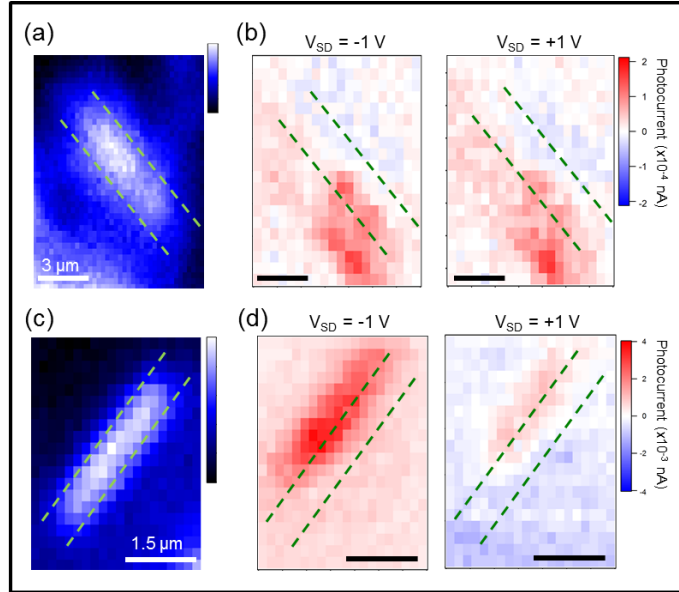 (a)
(b)
V_SD = -1 V
V_SD = +1 V
2
1
0
-1
-2
Photocurrent (x10⁻⁴ nA)
3 µm
(c)
(d)
V_SD = -1 V
V_SD = +1 V
4
2
0
-2
-4
Photocurrent (x10⁻³ nA)
1.5 µm